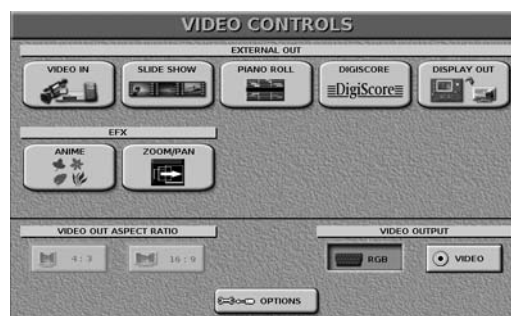 VIDEO CONTROLS
EXTERNAL OUT
VIDEO IN
SLIDE SHOW
PIANO ROLL
DIGISCORE
DISPLAY OUT
≡DigiScore≡
EFX
ANIME
ZOOM/PAN
VIDEO OUT ASPECT RATIO
VIDEO OUTPUT
4:3
16:9
RGB
VIDEO
OPTIONS